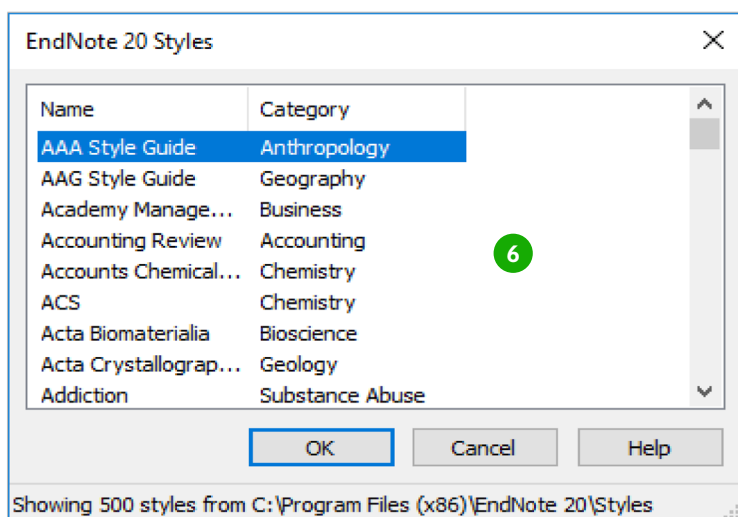 EndNote 20 Styles
Name Category
AAA Style Guide Anthropology
AAG Style Guide Geography
Academy Manage... Business
Accounting Review Accounting
Accounts Chemical... Chemistry
6
ACS Chemistry
Acta Biomaterialia Bioscience
Acta Crystallograp... Geology
Addiction Substance Abuse
OK Cancel Help
Showing 500 styles from C:\Program Files (x86)\EndNote 20\Styles